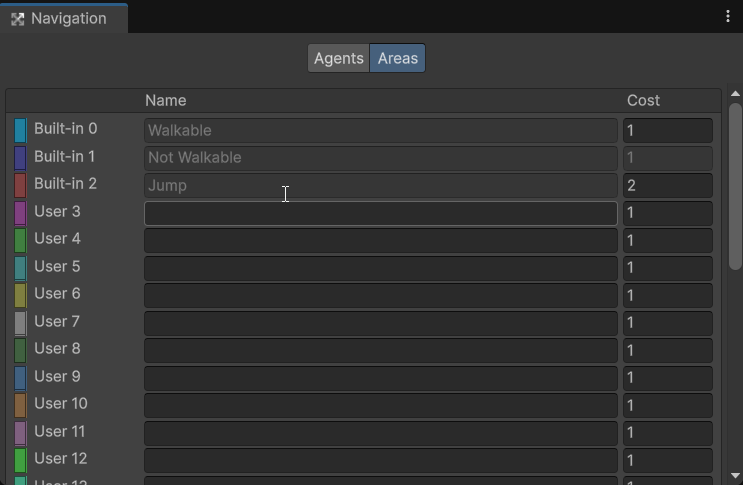 Navigation
Agents Areas
Name Cost
Built-in 0 Walkable 1
Built-in 1 Not Walkable 1
Built-in 2 Jump 2
User 3 1
User 4 1
User 5 1
User 6 1
User 7 1
User 8 1
User 9 1
User 10 1
User 11 1
User 12 1